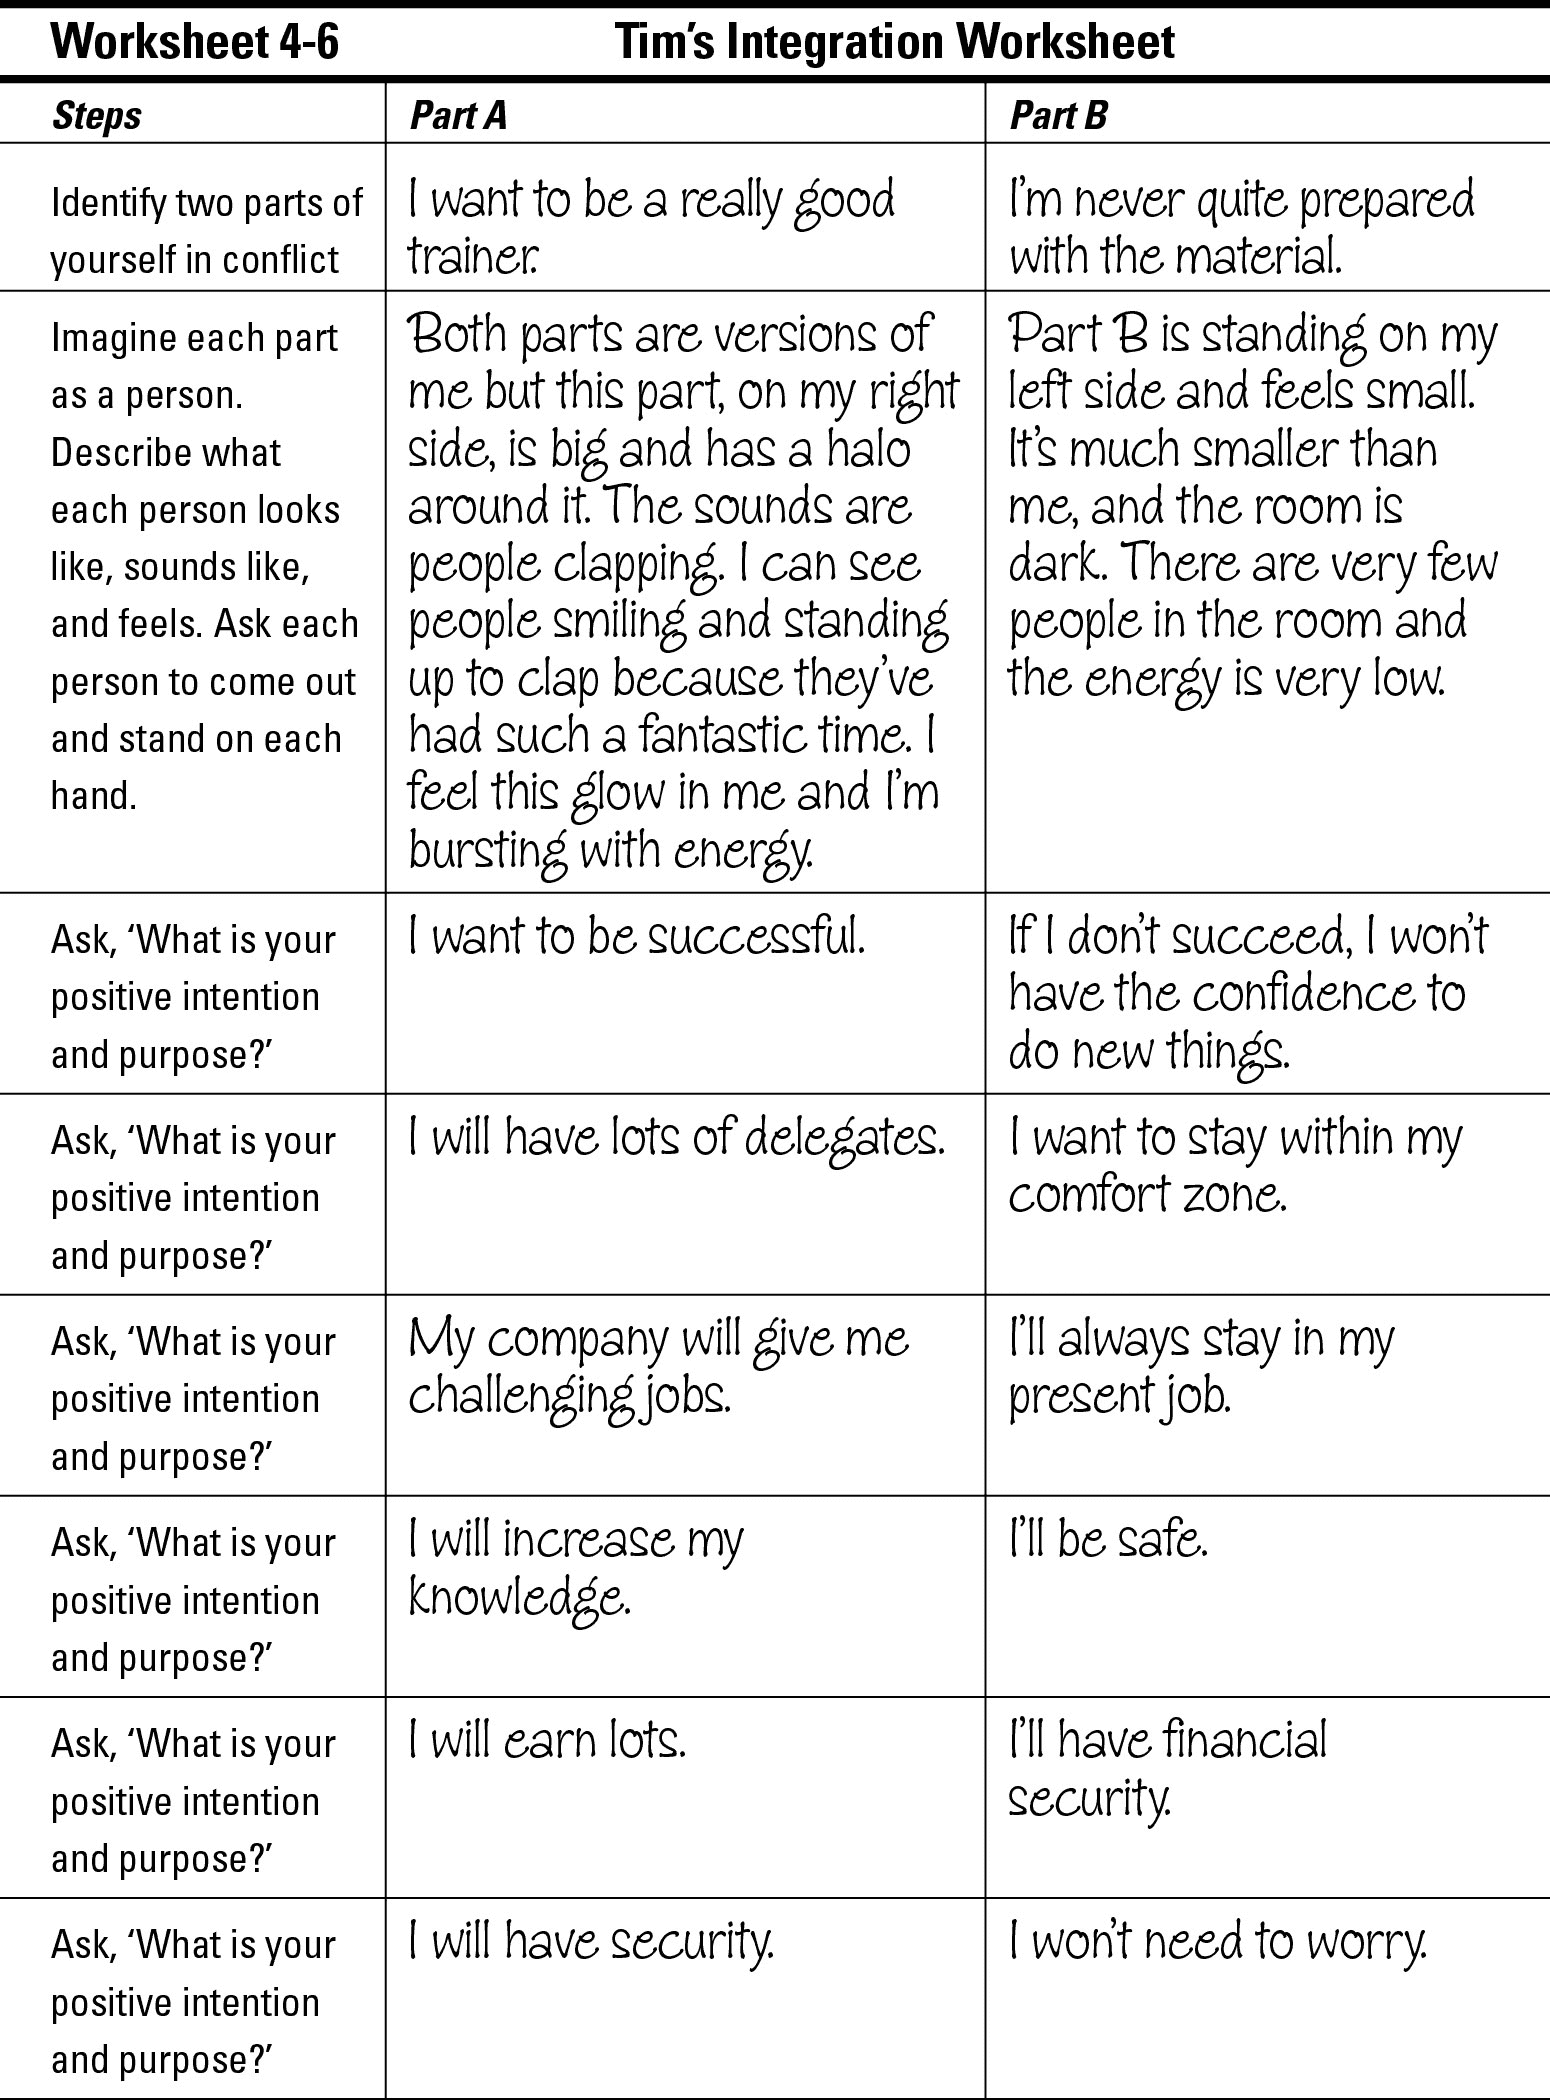 Worksheet 4-6 Tim's Integration Worksheet
Steps Part A Part B
Identify two parts of
yourself in conflict
I want to be a really good
trainer.
I'm never quite prepared
with the material.
Imagine each part
as a person.
Describe what
each person looks
like, sounds like,
and feels. Ask each
person to come out
and stand on each
hand.
Both parts are versions of
me but this part, on my right
side, is big and has a halo
around it. The sounds are
people clapping. I can see
people smiling and standing
up to clap because they've
had such a fantastic time. I
feel this glow in me and I'm
bursting with energy.
Part B is standing on my
left side and feels small.
It's much smaller than
me, and the room is
dark. There are very few
people in the room and
the energy is very low.
Ask, 'What is your
positive intention
and purpose?'
I want to be successful.
If I don't succeed, I won't
have the confidence to
do new things.
Ask, 'What is your
positive intention
and purpose?'
I will have lots of delegates.
I want to stay within my
comfort zone.
Ask, 'What is your
positive intention
and purpose?'
My company will give me
challenging jobs.
I'll always stay in my
present job.
Ask, 'What is your
positive intention
and purpose?'
I will increase my
knowledge.
I'll be safe.
Ask, 'What is your
positive intention
and purpose?'
I will earn lots.
I'll have financial
security.
Ask, 'What is your
positive intention
and purpose?'
I will have security.
I won't need to worry.